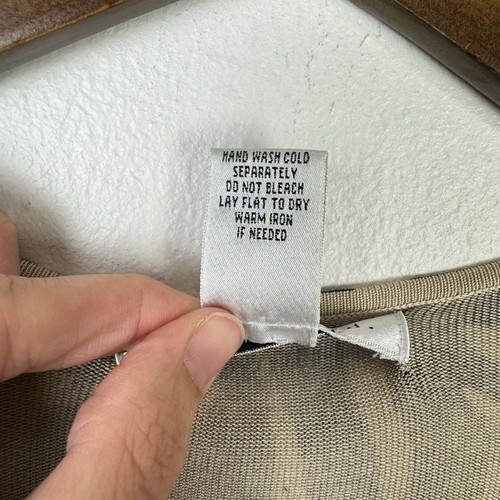 HAND WASH COLD
SEPARATELY
DO NOT BLEACH
LAY FLAT TO DRY
WARM IRON
IF NEEDED